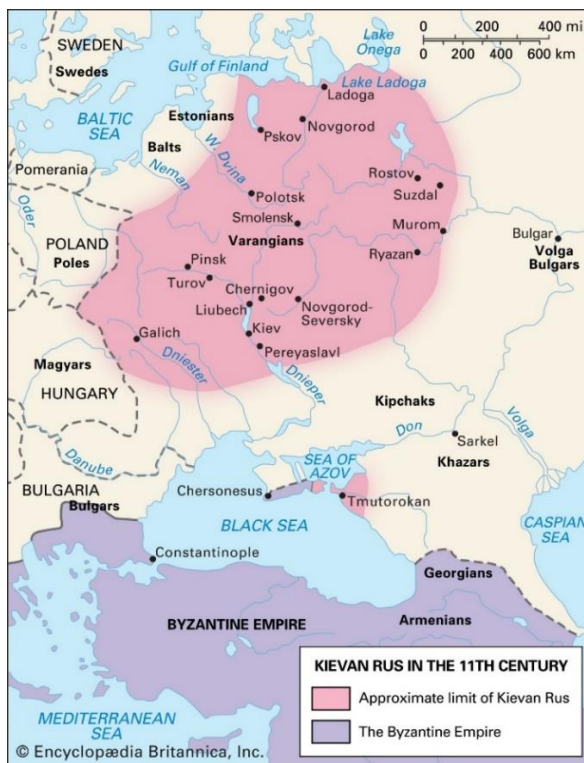 SWEDEN
Swedes
Gulf of Finland
Lake
Onega
Lake Ladoga
0 200 400 mi
0 200 400 600 km
BALTIC
SEA
Estonians
Ladoga
Novgorod
Pskov
Balts
W. Dvina
Neman
Pomerania
Oder
Rostov
Suzdal
Polotsk
Smolensk
Varangians
Murom
Ryazan
Bulgar
Volga
Bulgars
POLAND
Poles
Pinsk
Turov
Chernigov
Liubech
Novgorod-
Seversky
Kiev
Pereyaslavl
Galich
Dniester
Dnieper
Magyars
HUNGARY
Kipchaks
Don
Volga
Sarkel
Khazars
Danube
SEA OF
AZOV
BULGARIA
Bulgars
Chersonesus
Tmutorokan
BLACK SEA
CASPIAN
SEA
Constantinople
Georgians
BYZANTINE EMPIRE
Armenians
MEDITERRANEAN
SEA
KIEVAN RUS IN THE 11TH CENTURY
Approximate limit of Kievan Rus
The Byzantine Empire
© Encyclopædia Britannica, Inc.